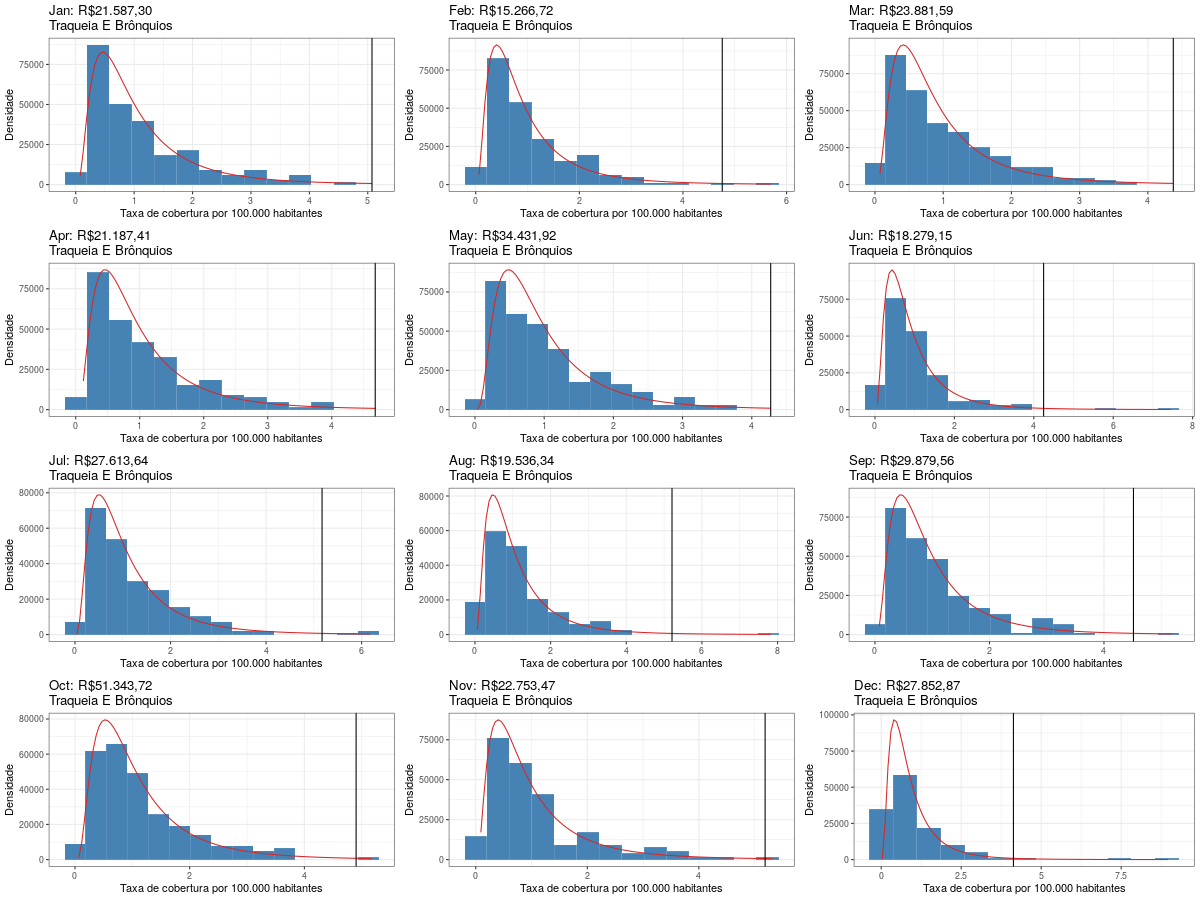 Jan: R$21.587,30
Traqueia E Brônquios
75000
50000
25000
0
Densidade
0 1 2 3 4 5
Taxa de cobertura por 100.000 habitantes
Feb: R$15.266,72
Traqueia E Brônquios
75000
50000
25000
0
Densidade
0 2 4 6
Taxa de cobertura por 100.000 habitantes
Mar: R$23.881,59
Traqueia E Brônquios
75000
50000
25000
0
Densidade
0 1 2 3 4
Taxa de cobertura por 100.000 habitantes
Apr: R$21.187,41
Traqueia E Brônquios
75000
50000
25000
0
Densidade
0 1 2 3 4
Taxa de cobertura por 100.000 habitantes
May: R$34.431,92
Traqueia E Brônquios
75000
50000
25000
0
Densidade
0 1 2 3 4
Taxa de cobertura por 100.000 habitantes
Jun: R$18.279,15
Traqueia E Brônquios
75000
50000
25000
0
Densidade
0 2 4 6 8
Taxa de cobertura por 100.000 habitantes
Jul: R$27.613,64
Traqueia E Brônquios
80000
60000
40000
20000
0
Densidade
0 2 4 6
Taxa de cobertura por 100.000 habitantes
Aug: R$19.536,34
Traqueia E Brônquios
80000
60000
40000
20000
0
Densidade
0 2 4 6 8
Taxa de cobertura por 100.000 habitantes
Sep: R$29.879,56
Traqueia E Brônquios
75000
50000
25000
0
Densidade
0 2 4
Taxa de cobertura por 100.000 habitantes
Oct: R$51.343,72
Traqueia E Brônquios
80000
60000
40000
20000
0
Densidade
0 2 4
Taxa de cobertura por 100.000 habitantes
Nov: R$22.753,47
Traqueia E Brônquios
75000
50000
25000
0
Densidade
0 2 4
Taxa de cobertura por 100.000 habitantes
Dec: R$27.852,87
Traqueia E Brônquios
100000
75000
50000
25000
0
Densidade
0 2.5 5 7.5
Taxa de cobertura por 100.000 habitantes